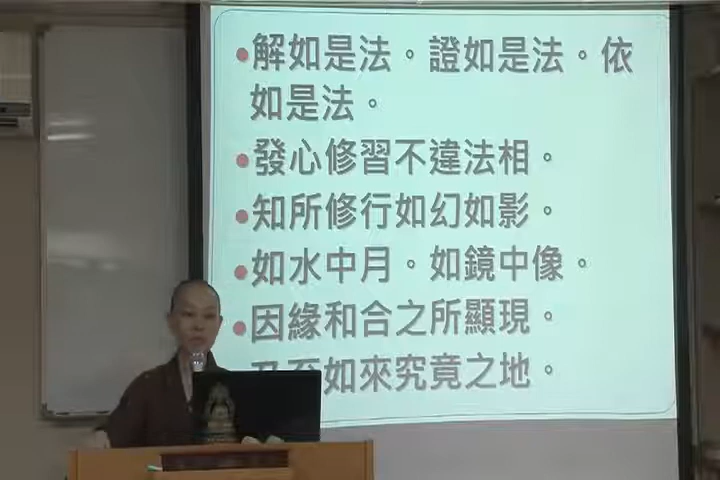 •解如是法。證如是法。依
如是法。
•發心修習不違法相。
•知所修行如幻如影。
•如水中月。如鏡中像。
•因緣和合之所顯現。
如來究竟之地。